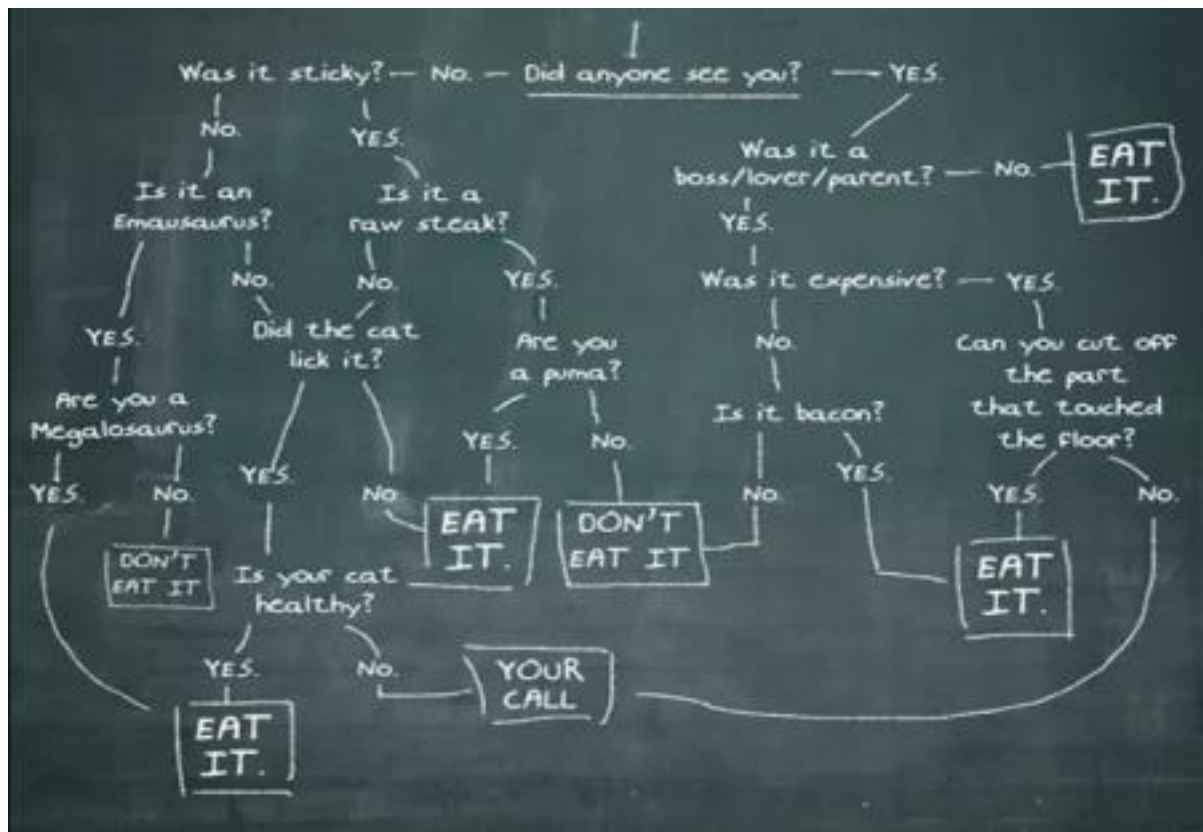 Was it sticky? - No. - Did anyone see you? - YES.
No.
YES.
Was it a
boss/lover/parent? - No. - EAT
IT.
Is it an
Emausaurus?
Is it a
raw steak?
YES.
No.
No.
YES.
Was it expensive? - YES.
YES.
Did the cat
lick it?
Are you
a puma?
No.
Can you cut off
the part
that touched
the floor?
Are you a
Megalosaurus?
Is it bacon?
YES.
No.
YES.
No.
YES.
No.
No.
YES.
YES.
No.
DON'T
EAT IT
EAT
IT.
DON'T
EAT IT
EAT
IT.
Is your cat
healthy?
YES.
No.
YOUR
CALL
EAT
IT.